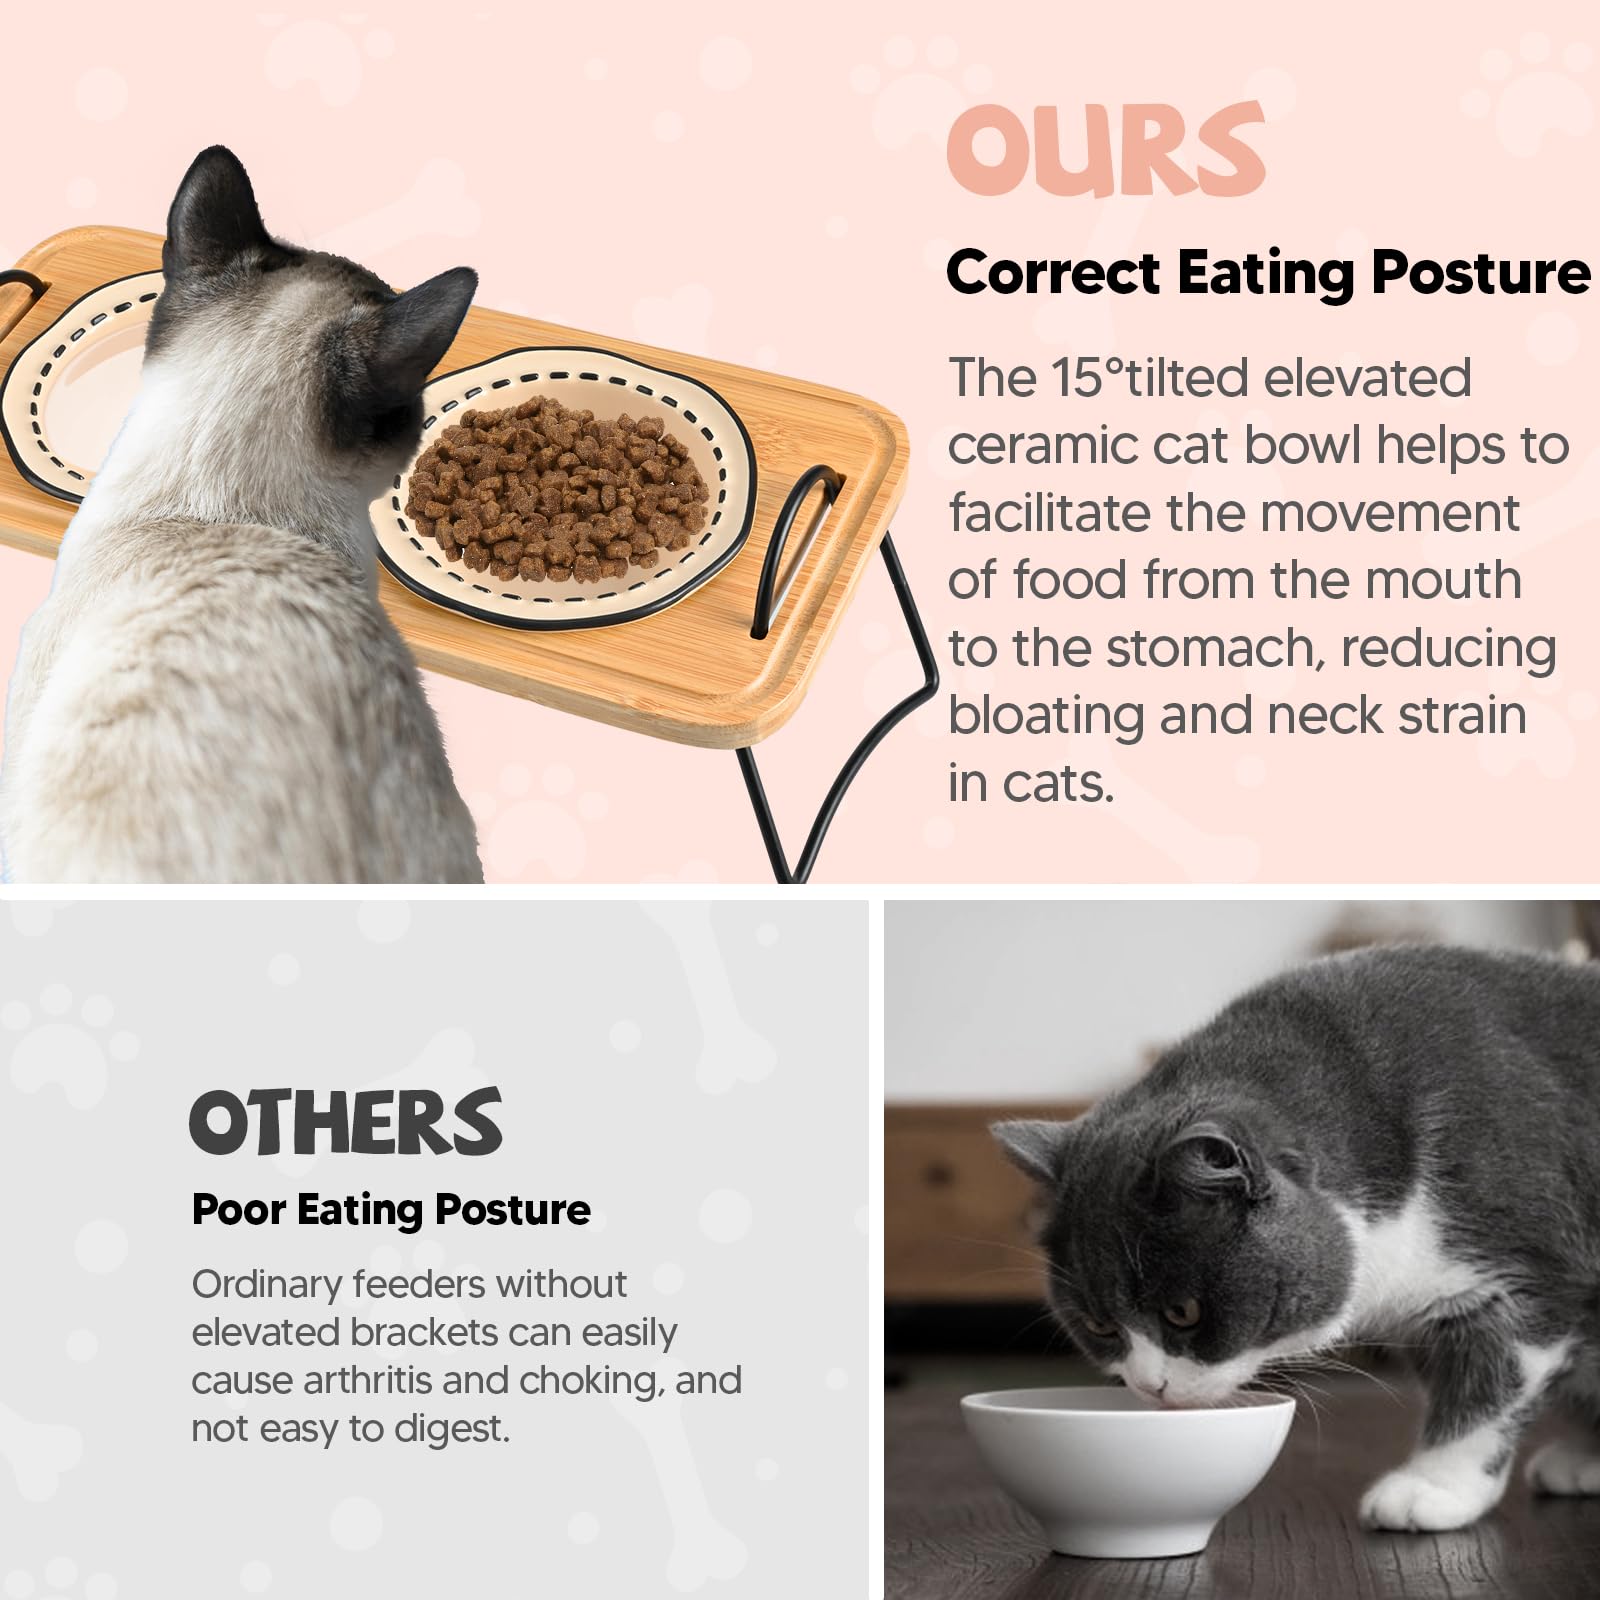 OURS
Correct Eating Posture
The 15°tilted elevated
ceramic cat bowl helps to
facilitate the movement
of food from the mouth
to the stomach, reducing
bloating and neck strain
in cats.
OTHERS
Poor Eating Posture
Ordinary feeders without
elevated brackets can easily
cause arthritis and choking, and
not easy to digest.